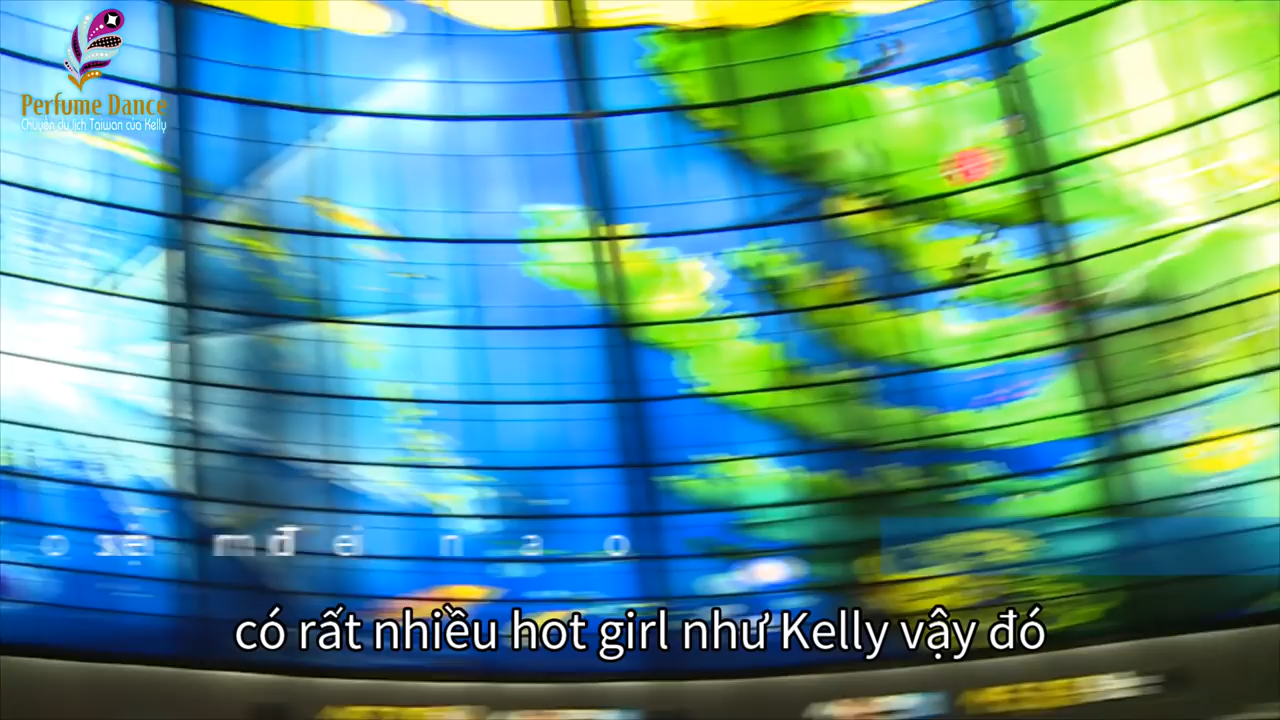 Perfume Dance
Chuyến du lịch Taiwan của Kelly
có rất nhiều hot girl như Kelly vậy đó